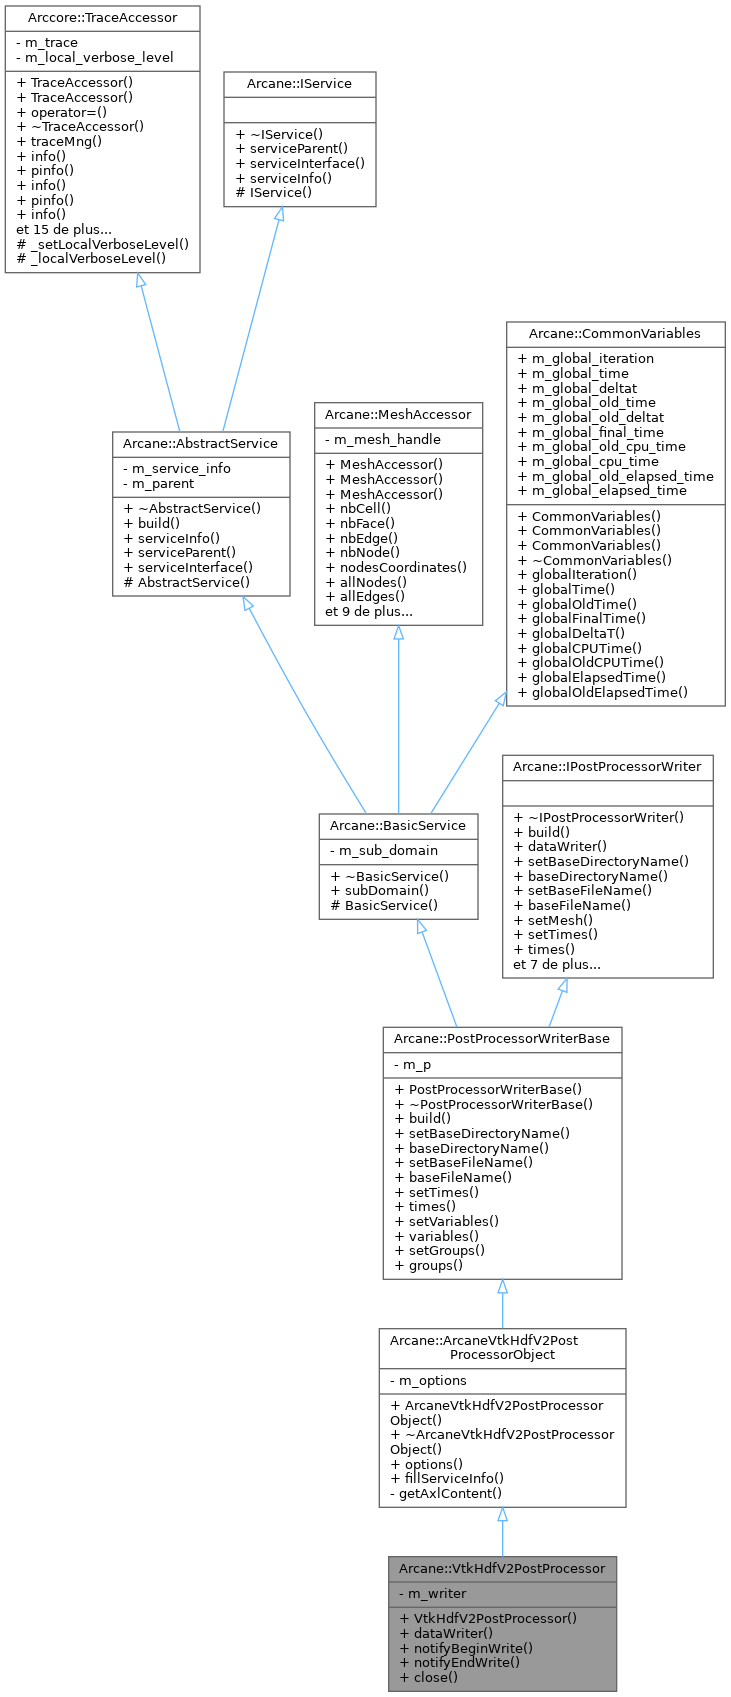 Arccore::TraceAccessor
- m_trace
- m_local_verbose_level
+ TraceAccessor()
+ TraceAccessor()
+ operator=()
+ ~TraceAccessor()
+ traceMng()
+ info()
+ pinfo()
+ info()
+ pinfo()
+ info()
et 15 de plus...
# _setLocalVerboseLevel()
# _localVerboseLevel()
Arcane::IService
+ ~IService()
+ serviceParent()
+ serviceInterface()
+ serviceInfo()
# IService()
Arcane::CommonVariables
+ m_global_iteration
+ m_global_time
+ m_global_deltat
+ m_global_old_time
+ m_global_old_deltat
+ m_global_final_time
+ m_global_old_cpu_time
+ m_global_cpu_time
+ m_global_old_elapsed_time
+ m_global_elapsed_time
+ CommonVariables()
+ CommonVariables()
+ CommonVariables()
+ ~CommonVariables()
+ globalIteration()
+ globalTime()
+ globalOldTime()
+ globalFinalTime()
+ globalDeltaT()
+ globalCPUTime()
+ globalOldCPUTime()
+ globalElapsedTime()
+ globalOldElapsedTime()
Arcane::MeshAccessor
- m_mesh_handle
+ MeshAccessor()
+ MeshAccessor()
+ MeshAccessor()
+ nbCell()
+ nbFace()
+ nbEdge()
+ nbNode()
+ nodesCoordinates()
+ allNodes()
+ allEdges()
et 9 de plus...
Arcane::AbstractService
- m_service_info
- m_parent
+ ~AbstractService()
+ build()
+ serviceInfo()
+ serviceParent()
+ serviceInterface()
# AbstractService()
Arcane::IPostProcessorWriter
+ ~IPostProcessorWriter()
+ build()
+ dataWriter()
+ setBaseDirectoryName()
+ baseDirectoryName()
+ setBaseFileName()
+ baseFileName()
+ setMesh()
+ setTimes()
+ times()
et 7 de plus...
Arcane::BasicService
- m_sub_domain
+ ~BasicService()
+ subDomain()
# BasicService()
Arcane::PostProcessorWriterBase
- m_p
+ PostProcessorWriterBase()
+ ~PostProcessorWriterBase()
+ build()
+ setBaseDirectoryName()
+ baseDirectoryName()
+ setBaseFileName()
+ baseFileName()
+ setTimes()
+ times()
+ setVariables()
+ variables()
+ setGroups()
+ groups()
Arcane::ArcaneVtkHdfV2Post
ProcessorObject
- m_options
+ ArcaneVtkHdfV2PostProcessor
Object()
+ ~ArcaneVtkHdfV2PostProcessor
Object()
+ options()
+ fillServiceInfo()
- getAxlContent()
Arcane::VtkHdfV2PostProcessor
- m_writer
+ VtkHdfV2PostProcessor()
+ dataWriter()
+ notifyBeginWrite()
+ notifyEndWrite()
+ close()